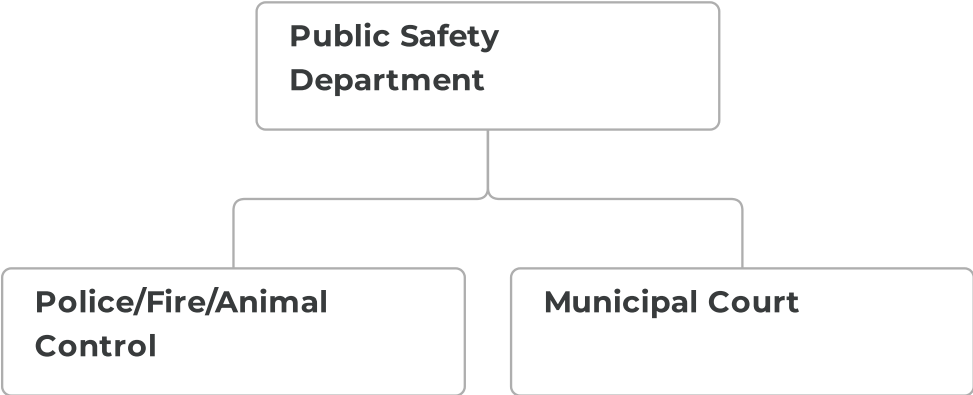 Public Safety
Department
Police/Fire/Animal
Control
Municipal Court